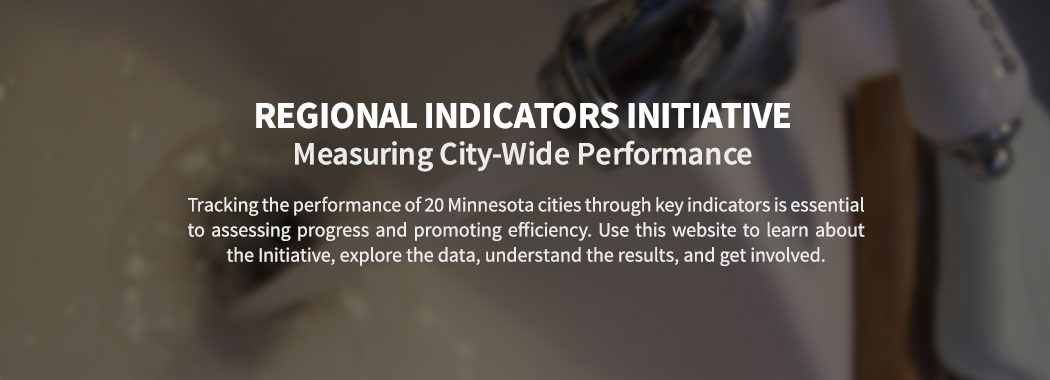 REGIONAL INDICATORS INITIATIVE
Measuring City-Wide Performance
Tracking the performance of 20 Minnesota cities through key indicators is essential
to assessing progress and promoting efficiency. Use this website to learn about
the Initiative, explore the data, understand the results, and get involved.